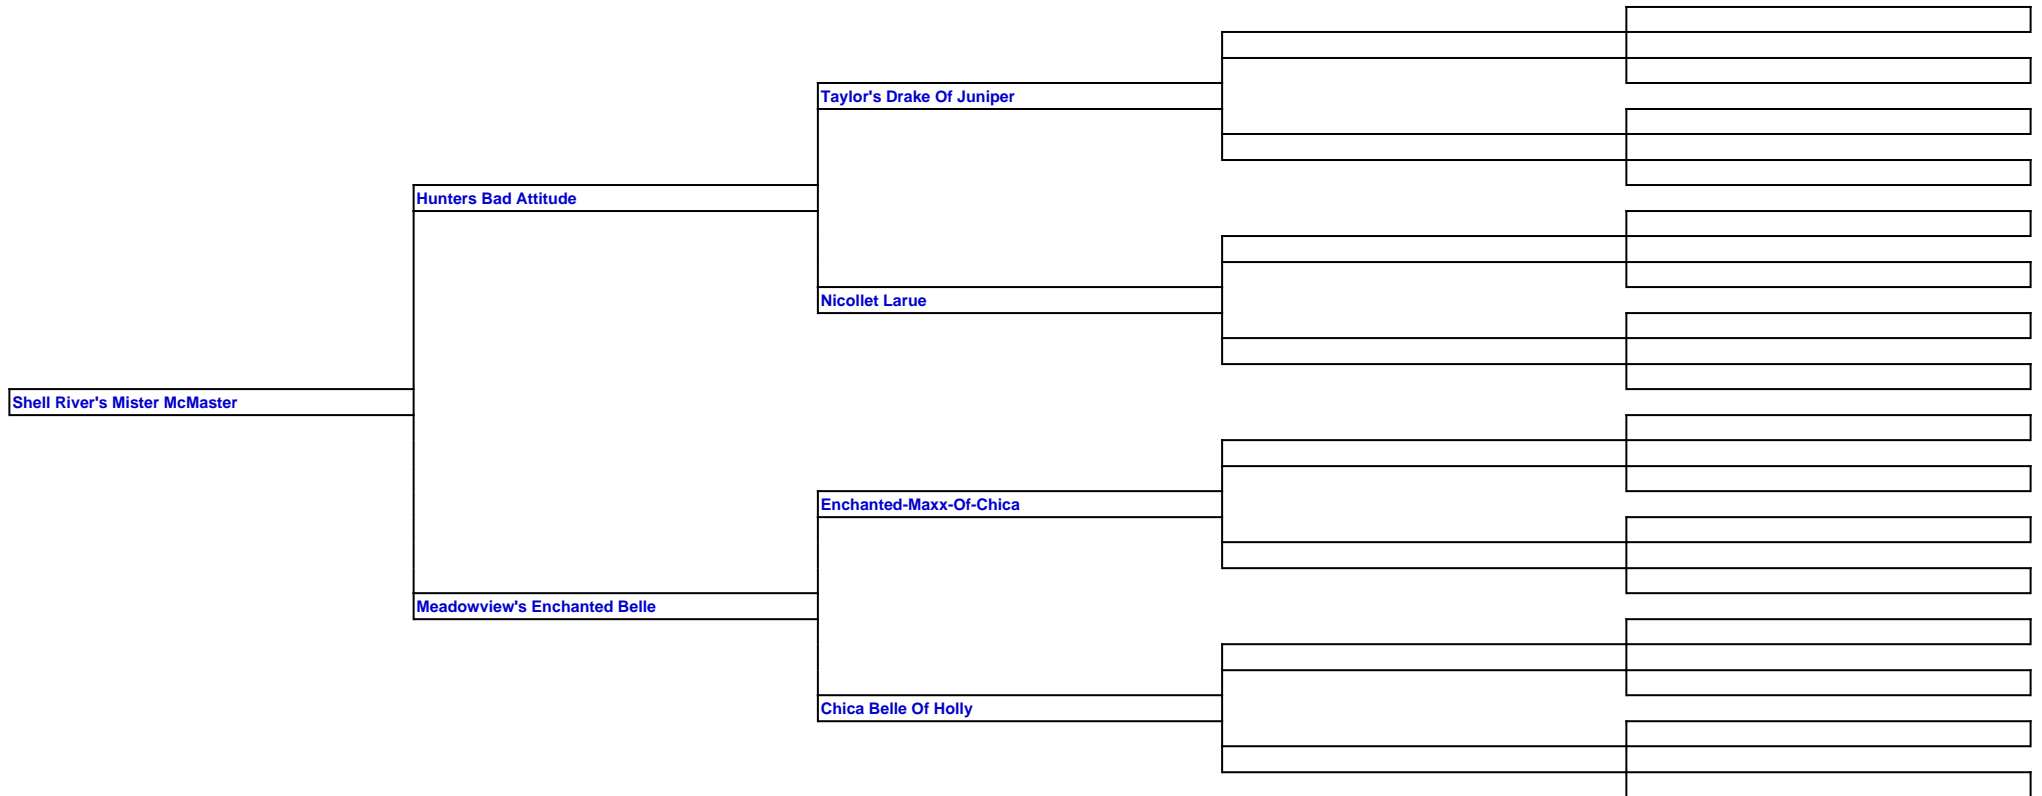 Taylor's Drake Of Juniper
Hunters Bad Attitude
Nicollet Larue
Shell River's Mister McMaster
Enchanted-Maxx-Of-Chica
Meadowview's Enchanted Belle
Chica Belle Of Holly